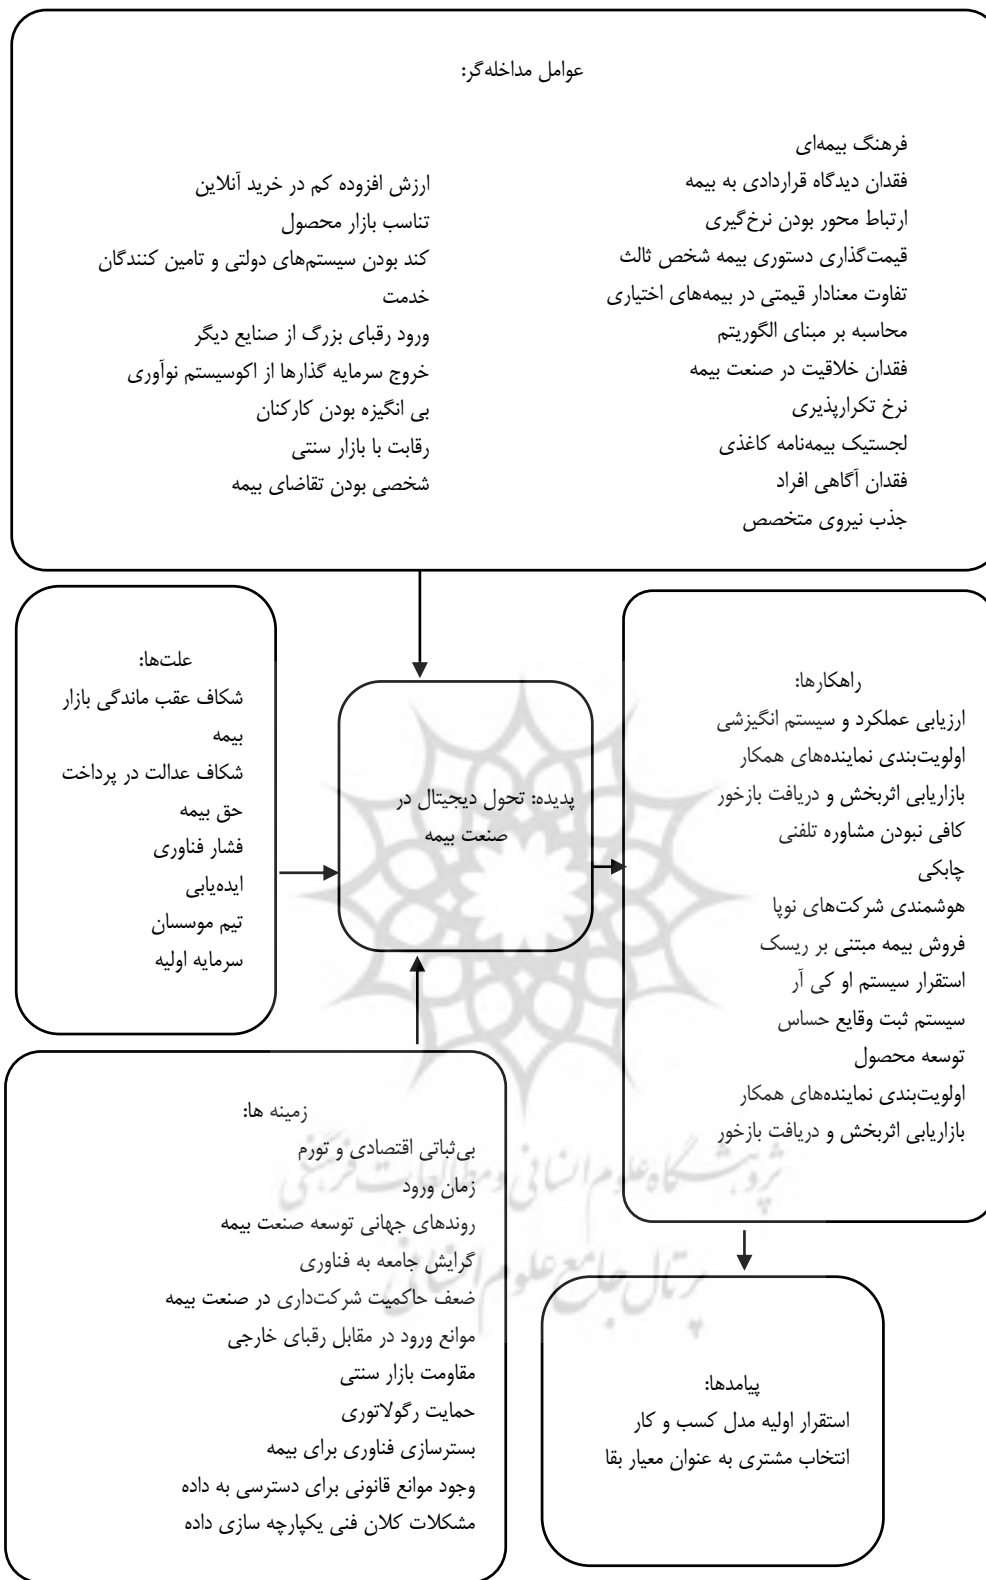 عوامل مداخله‌گر:
فرهنگ بیمه‌ای
فقدان دیدگاه قراردادی به بیمه
ارتباط محور بودن نرخ‌گیری
قیمت‌گذاری دستوری بیمه شخص ثالث
تفاوت معنادار قیمتی در بیمه‌های اختیاری
محاسبه بر مبنای الگوریتم
فقدان خلاقیت در صنعت بیمه
نرخ تکرارپذیری
لجستیک بیمه‌نامه کاغذی
فقدان آگاهی افراد
جذب نیروی متخصص
ارزش افزوده کم در خرید آنلاین
تناسب بازار محصول
کند بودن سیستم‌های دولتی و تامین کنندگان
خدمت
ورود رقبای بزرگ از صنایع دیگر
خروج سرمایه گذارها از اکوسیستم نوآوری
بی انگیزه بودن کارکنان
رقابت با بازار سنتی
شخصی بودن تقاضای بیمه
راهکارها:
ارزیابی عملکرد و سیستم انگیزشی
اولویت‌بندی نماینده‌های همکار
بازاریابی اثربخش و دریافت بازخور
کافی نبودن مشاوره تلفنی
چابکی
هوشمندی شرکت‌های نوپا
فروش بیمه مبتنی بر ریسک
استقرار سیستم او کی آر
سیستم ثبت وقایع حساس
توسعه محصول
اولویت‌بندی نماینده‌های همکار
بازاریابی اثربخش و دریافت بازخور
پدیده: تحول دیجیتال در
صنعت بیمه
علت‌ها:
شکاف عقب ماندگی بازار
بیمه
شکاف عدالت در پرداخت
حق بیمه
فشار فناوری
ایده‌یابی
تیم موسسان
سرمایه اولیه
زمینه ها:
بی‌ثباتی اقتصادی و تورم
زمان ورود
روندهای جهانی توسعه صنعت بیمه
گرایش جامعه به فناوری
ضعف حاکمیت شرکت‌داری در صنعت بیمه
موانع ورود در مقابل رقبای خارجی
مقاومت بازار سنتی
حمایت رگولاتوری
بسترسازی فناوری برای بیمه
وجود موانع قانونی برای دسترسی به داده
مشکلات کلان فنی یکپارچه سازی داده
پیامدها:
استقرار اولیه مدل کسب و کار
انتخاب مشتری به عنوان معیار بقا
پژوهشگاه علوم انسانی و مطالعات فرهنگی
پرتال جامع علوم انسانی